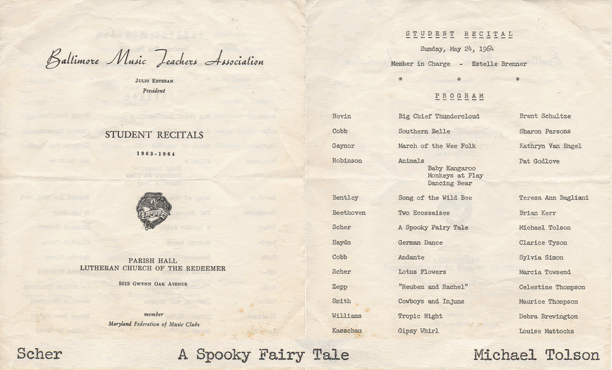 Baltimore Music Teachers Association
Julio Esteban
President
STUDENT RECITALS
1963-1964
PARISH HALL
LUTHERAN CHURCH OF THE REDEEMER
5019 Gwynn Oak Avenue
member
Maryland Federation of Music Clubs
STUDENT RECITAL
Sunday, May 24, 1964
Member in Charge - Estelle Brenner
* * *
PROGRAM
Nevin Big Chief Thundercloud Brent Schultze
Cobb Southern Belle Sharon Parsons
Gaynor March of the Wee Folk Kathryn Van Engel
Robinson Animals Pat Godlove
Baby Kangaroo
Monkeys at Play
Dancing Bear
Bentley Song of the Wild Bee Teresa Ann Bagliani
Beethoven Two Ecossaises Brian Kerr
Scher A Spooky Fairy Tale Michael Tolson
Haydn German Dance Clarice Tyson
Cobb Andante Sylvia Simon
Scher Lotus Flowers Marcia Towsend
Zepp "Reuben and Rachel" Celestine Thompson
Smith Cowboys and Injuns Maurice Thompson
Williams Tropic Night Debra Brevington
Kasschau Gipsy Whirl Louise Mattocks
Scher A Spooky Fairy Tale Michael Tolson